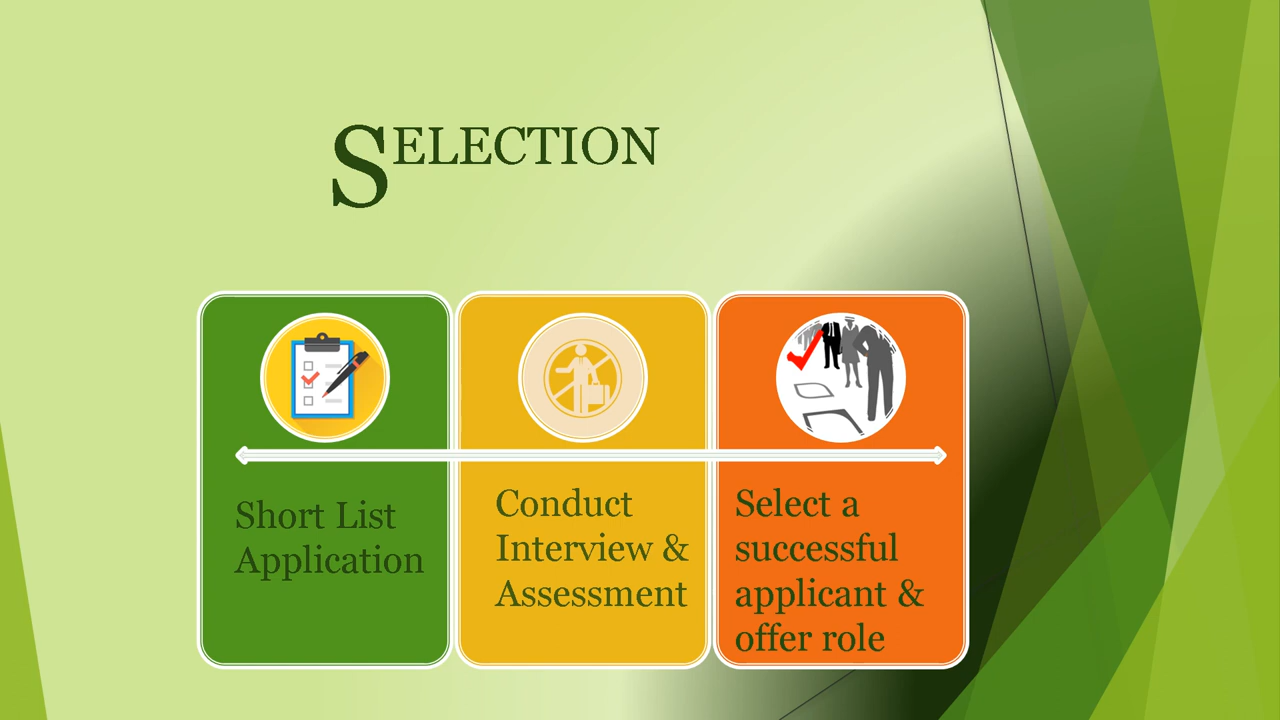 SELECTION
Short List
Application
Conduct
Interview &
Assessment
Select a
successful
applicant &
offer role